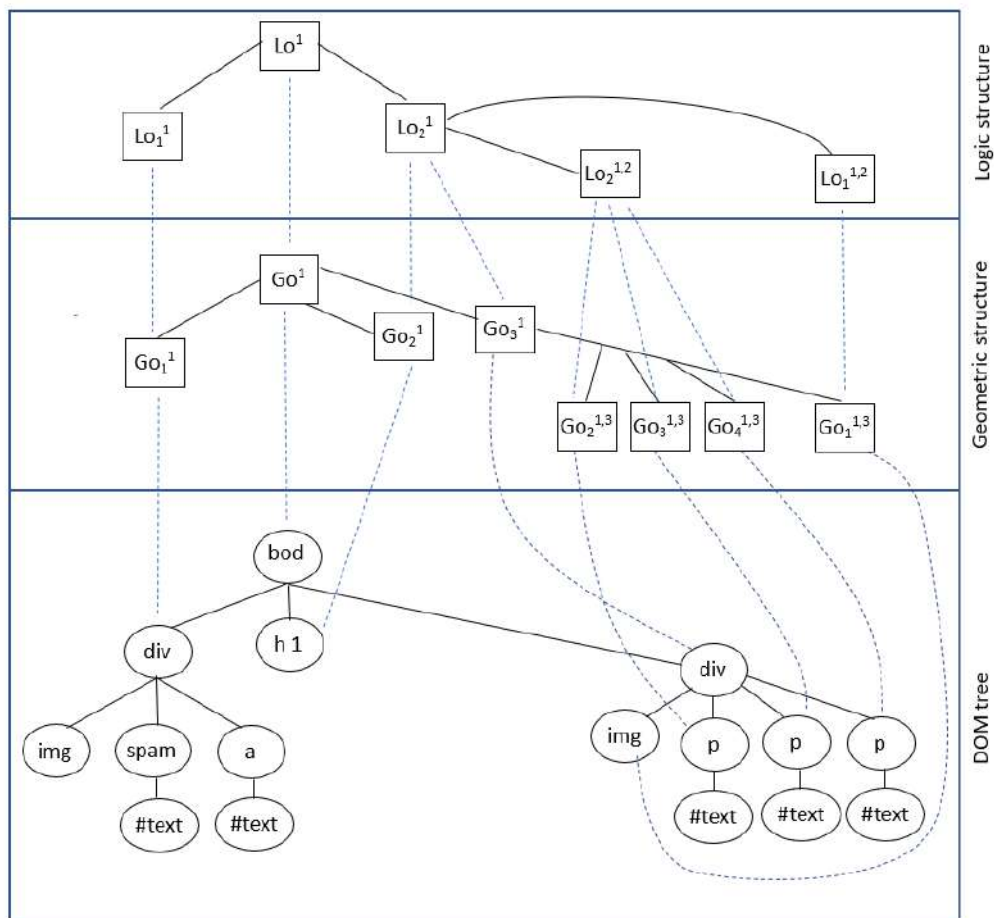 Lo¹
Lo₁¹
Lo₂¹
Lo₂¹,²
Lo₁¹,²
Logic structure
Go¹
Go₁¹
Go₂¹
Go₃¹
Go₂¹,³
Go₃¹,³
Go₄¹,³
Go₁¹,³
Geometric structure
bod
div
h 1
div
img
spam
a
img
p
p
p
#text
#text
#text
#text
#text
DOM tree